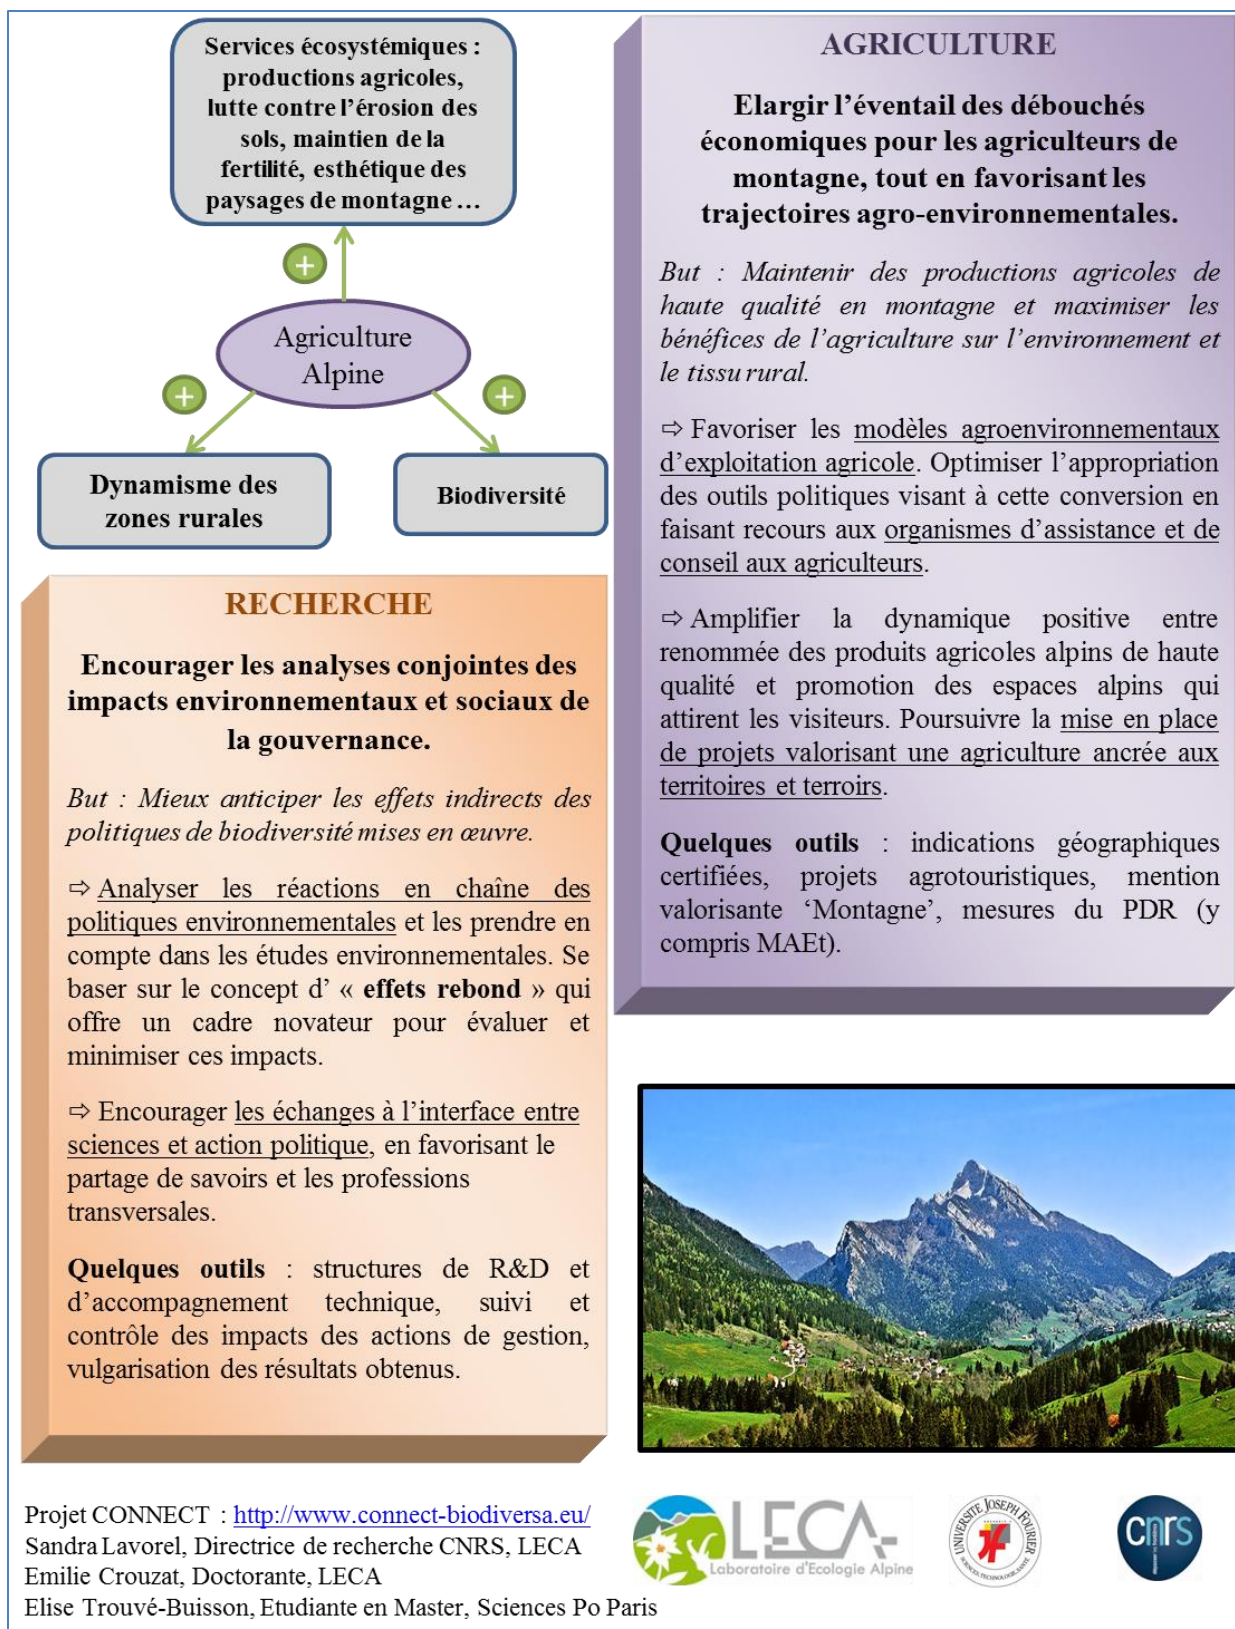 Services écosystémiques :
productions agricoles,
lutte contre l’érosion des
sols, maintien de la
fertilité, esthétique des
paysages de montagne …
+
Agriculture
Alpine
+
+
Dynamisme des
zones rurales
Biodiversité
RECHERCHE
Encourager les analyses conjointes des
impacts environnementaux et sociaux de
la gouvernance.
But : Mieux anticiper les effets indirects des
politiques de biodiversité mises en œuvre.
⇨ Analyser les réactions en chaîne des
politiques environnementales et les prendre en
compte dans les études environnementales. Se
baser sur le concept d’ « effets rebond » qui
offre un cadre novateur pour évaluer et
minimiser ces impacts.
⇨ Encourager les échanges à l’interface entre
sciences et action politique, en favorisant le
partage de savoirs et les professions
transversales.
Quelques outils : structures de R&D et
d’accompagnement technique, suivi et
contrôle des impacts des actions de gestion,
vulgarisation des résultats obtenus.
AGRICULTURE
Elargir l’éventail des débouchés
économiques pour les agriculteurs de
montagne, tout en favorisant les
trajectoires agro-environnementales.
But : Maintenir des productions agricoles de
haute qualité en montagne et maximiser les
bénéfices de l’agriculture sur l’environnement et
le tissu rural.
⇨ Favoriser les modèles agroenvironnementaux
d’exploitation agricole. Optimiser l’appropriation
des outils politiques visant à cette conversion en
faisant recours aux organismes d’assistance et de
conseil aux agriculteurs.
⇨ Amplifier la dynamique positive entre
renommée des produits agricoles alpins de haute
qualité et promotion des espaces alpins qui
attirent les visiteurs. Poursuivre la mise en place
de projets valorisant une agriculture ancrée aux
territoires et terroirs.
Quelques outils : indications géographiques
certifiées, projets agrotouristiques, mention
valorisante ‘Montagne’, mesures du PDR (y
compris MAEt).
Projet CONNECT : http://www.connect-biodiversa.eu/
Sandra Lavorel, Directrice de recherche CNRS, LECA
Emilie Crouzat, Doctorante, LECA
Elise Trouvé-Buisson, Etudiante en Master, Sciences Po Paris
LECA
Laboratoire d'Ecologie Alpine
UNIVERSITE JOSEPH FOURIER
SCIENCES, TECHNOLOGIE, SANTE
cnrs